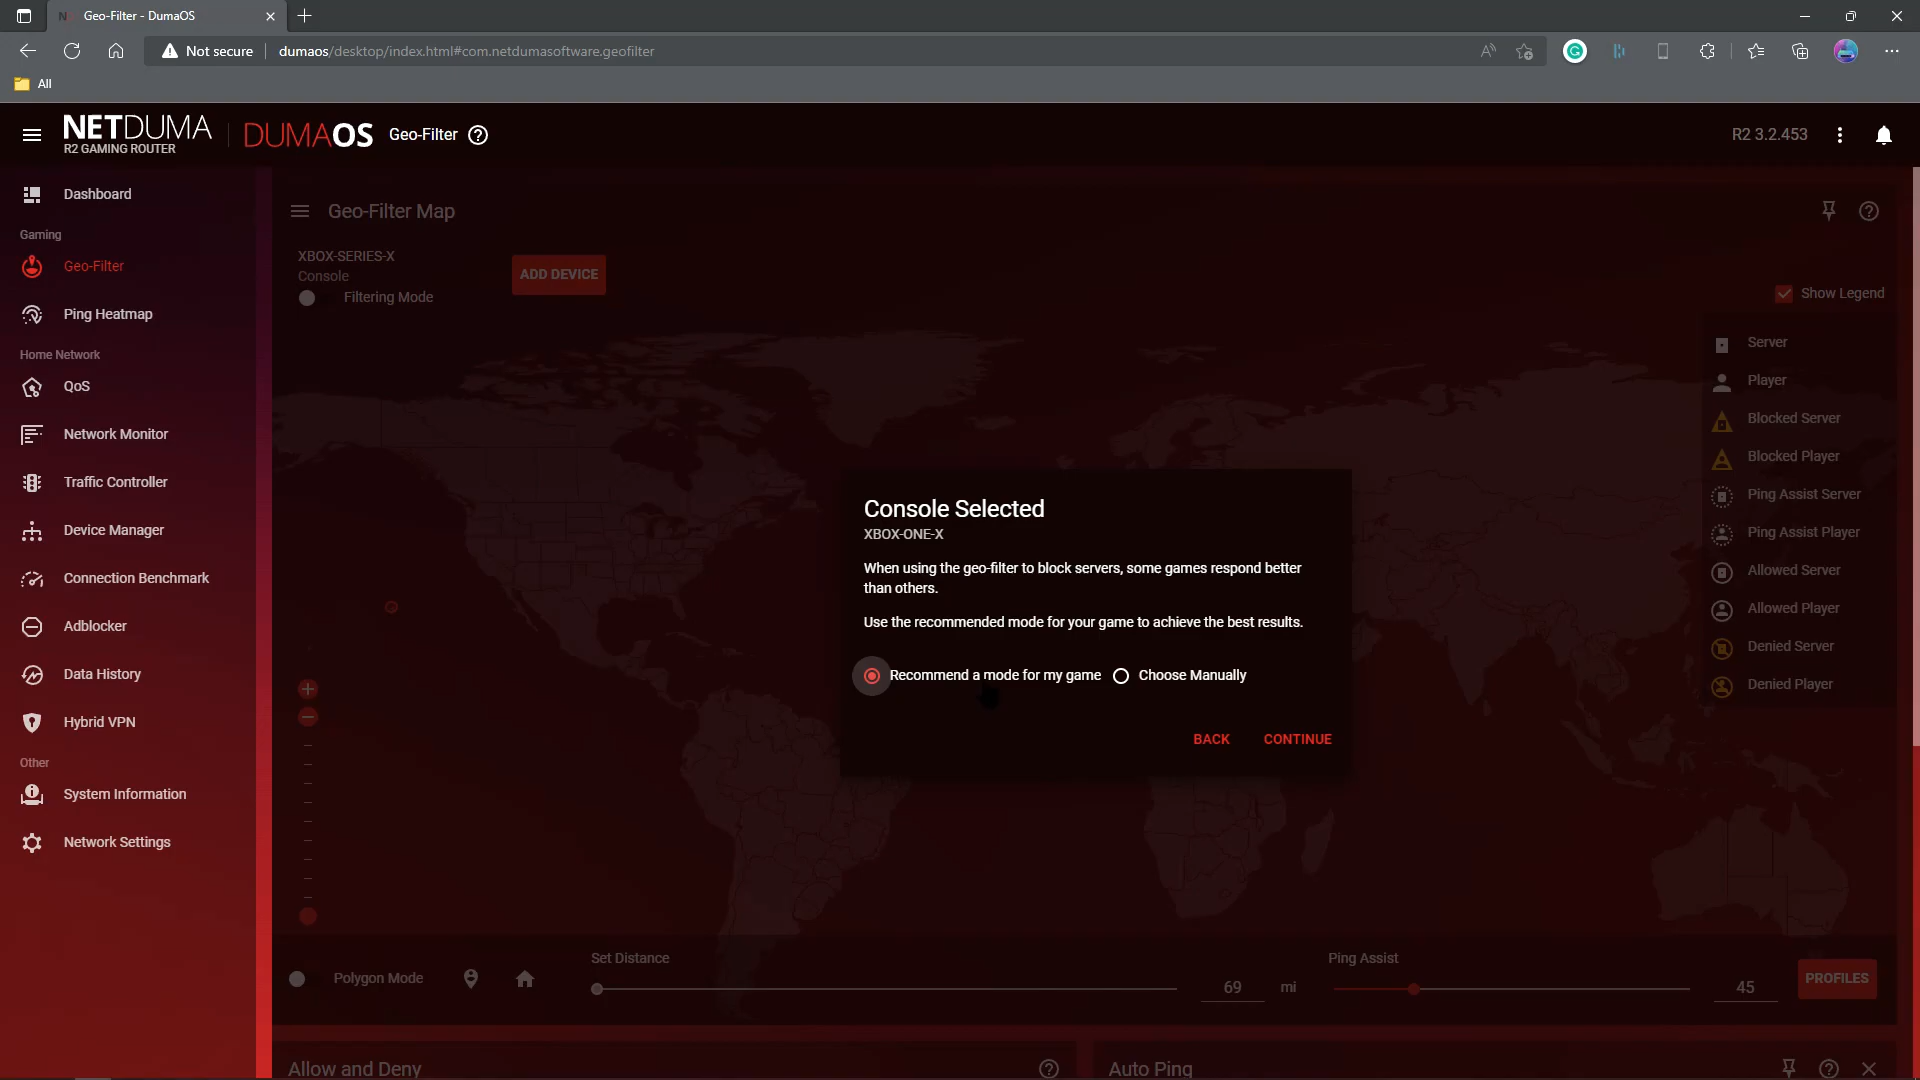 Geo-Filter - DumaOS
Not secure
dumaos/desktop/index.html#com.netdumasoftware.geofilter
All
NETDUMA
R2 GAMING ROUTER
DUMAOS
Geo-Filter
R2 3.2.453
Dashboard
Gaming
Geo-Filter
Ping Heatmap
Home Network
QoS
Network Monitor
Traffic Controller
Device Manager
Connection Benchmark
Adblocker
Data History
Hybrid VPN
Other
System Information
Network Settings
Geo-Filter Map
XBOX-SERIES-X
Console
Filtering Mode
ADD DEVICE
Show Legend
Server
Player
Blocked Server
Blocked Player
Ping Assist Server
Ping Assist Player
Allowed Server
Allowed Player
Denied Server
Denied Player
Console Selected
XBOX-ONE-X
When using the geo-filter to block servers, some games respond better
than others.
Use the recommended mode for your game to achieve the best results.
Recommend a mode for my game
Choose Manually
BACK
CONTINUE
Polygon Mode
Set Distance
69 mi
Ping Assist
45
PROFILES
Allow and Deny
Auto Ping